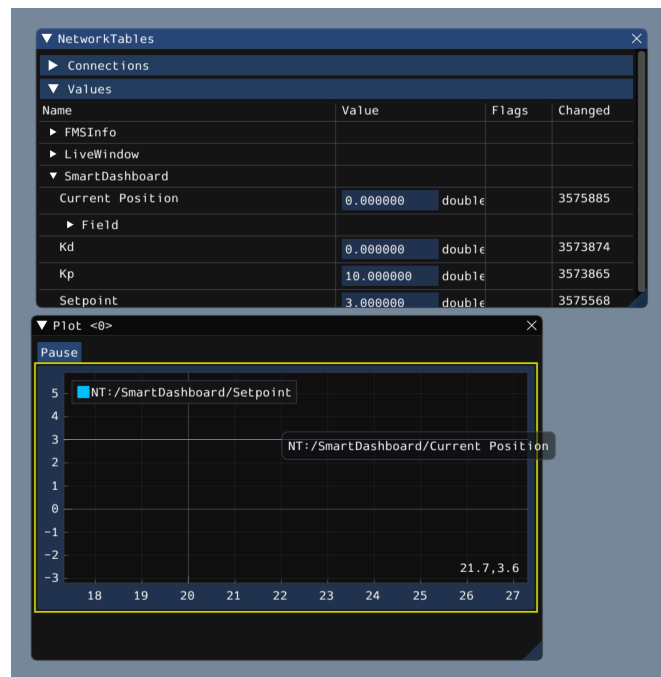 NetworkTables
Connections
Values
Name Value Flags Changed
FMSInfo
LiveWindow
SmartDashboard
Current Position 0.000000 double 3575885
Field
Kd 0.000000 double 3573874
Kp 10.000000 double 3573865
Setpoint 3.000000 double 3575568
Plot <0>
Pause
NT:/SmartDashboard/Setpoint
NT:/SmartDashboard/Current Position
5
4
3
2
1
0
-1
-2
-3
21.7,3.6
18 19 20 21 22 23 24 25 26 27